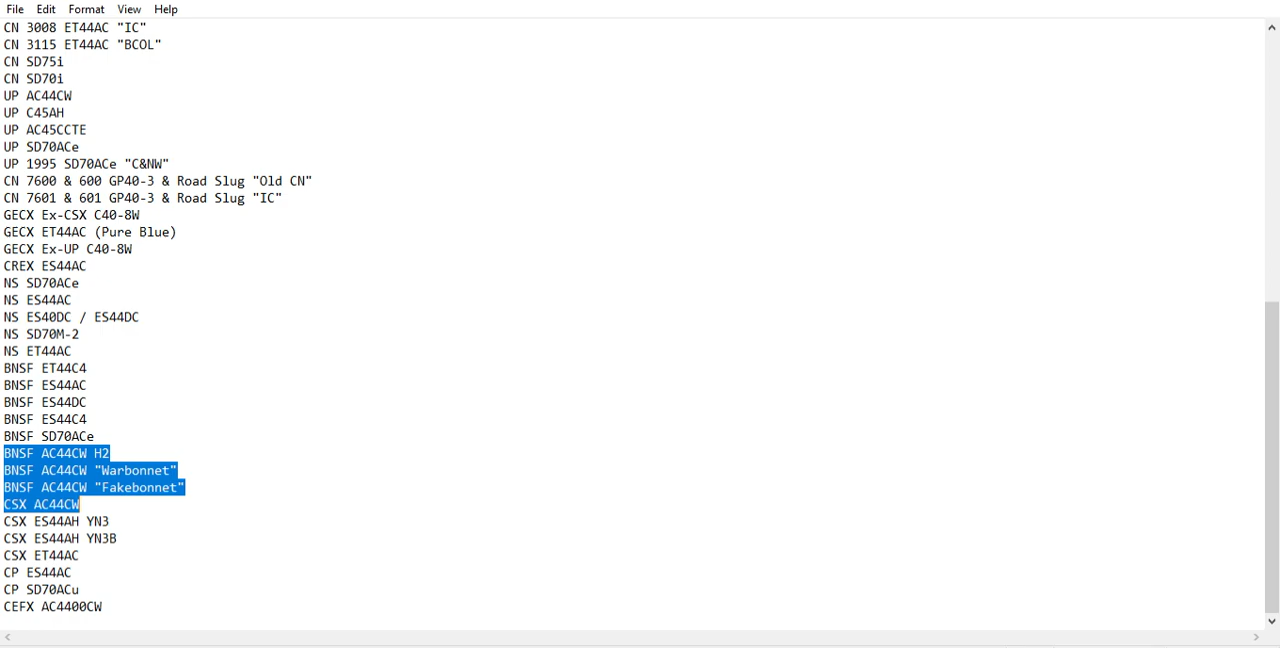 File Edit Format View Help
CN 3008 ET44AC "IC"
CN 3115 ET44AC "BCOL"
CN SD75i
CN SD70i
UP AC44CW
UP C45AH
UP AC45CCTE
UP SD70ACe
UP 1995 SD70ACe "C&NW"
CN 7600 & 600 GP40-3 & Road Slug "Old CN"
CN 7601 & 601 GP40-3 & Road Slug "IC"
GECX Ex-CSX C40-8W
GECX ET44AC (Pure Blue)
GECX Ex-UP C40-8W
CREX ES44AC
NS SD70ACe
NS ES44AC
NS ES40DC / ES44DC
NS SD70M-2
NS ET44AC
BNSF ET44C4
BNSF ES44AC
BNSF ES44DC
BNSF ES44C4
BNSF SD70ACe
BNSF AC44CW H2
BNSF AC44CW "Warbonnet"
BNSF AC44CW "Fakebonnet"
CSX AC44CW
CSX ES44AH YN3
CSX ES44AH YN3B
CSX ET44AC
CP ES44AC
CP SD70ACu
CEFX AC4400CW